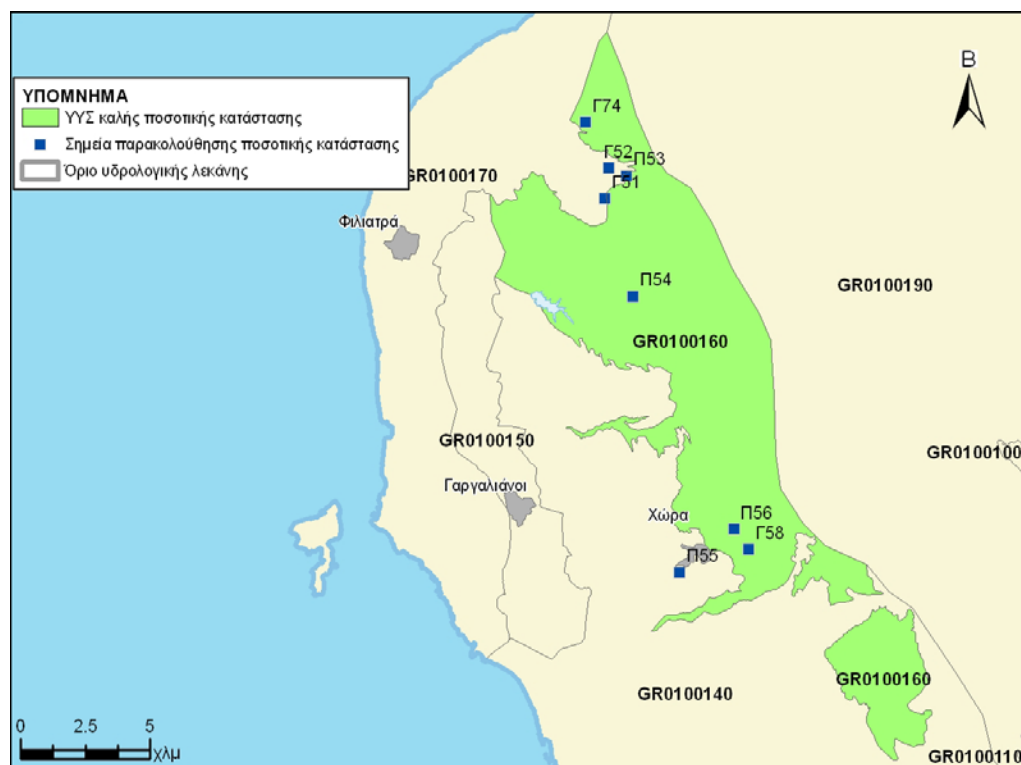 Β
ΥΠΟΜΝΗΜΑ
ΥΥΣ καλής ποσοτικής κατάστασης
Σημεία παρακολούθησης ποσοτικής κατάστασης
Όριο υδρολογικής λεκάνης
Γ74
Γ52
Π53
GR0100170
Γ51
Φιλιατρά
Π54
GR0100190
GR0100160
GR0100150
GR0100100
Γαργαλιάνοι
Χώρα
Π56
Γ58
Π55
GR0100160
GR0100140
0 2.5 5
χλμ
GR0100110